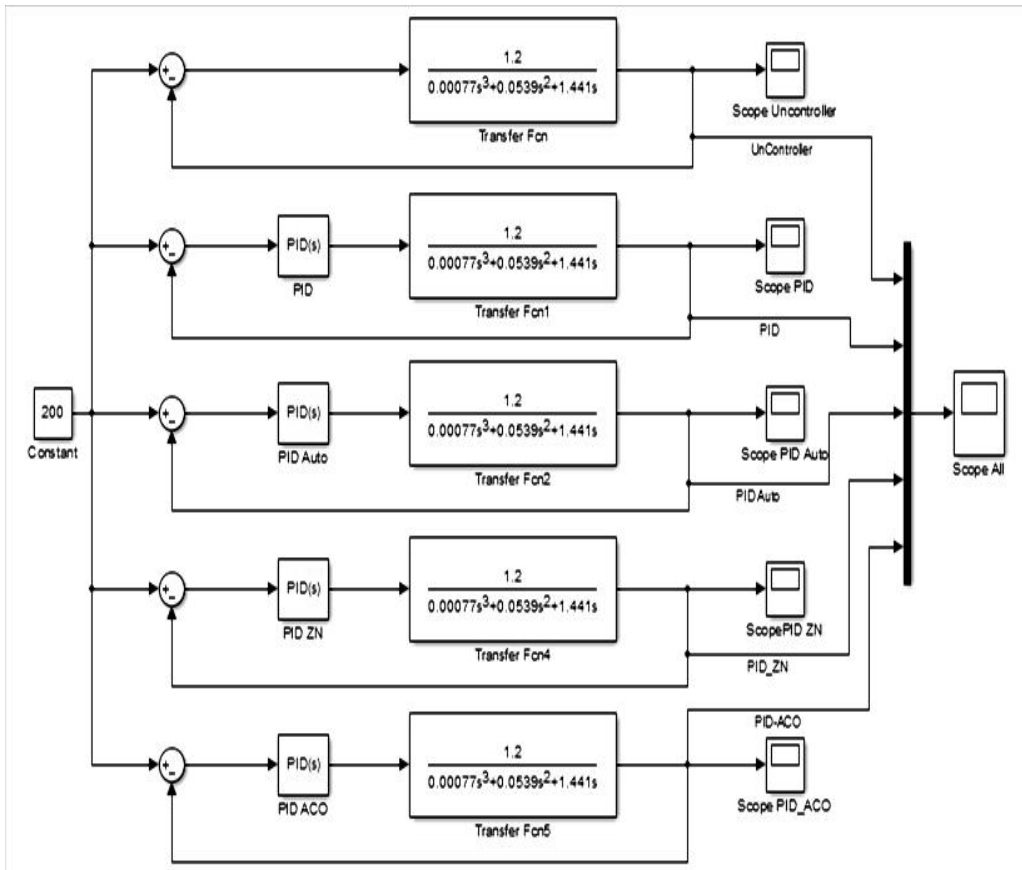 1.2
0.00077s³+0.0539s²+1.441s
Transfer Fcn
Scope Uncontroller
UnController
PID(s)
PID
1.2
0.00077s³+0.0539s²+1.441s
Transfer Fcn1
Scope PID
PID
200
Constant
PID(s)
PID Auto
1.2
0.00077s³+0.0539s²+1.441s
Transfer Fcn2
Scope PID Auto
PID Auto
Scope All
PID(s)
PID ZN
1.2
0.00077s³+0.0539s²+1.441s
Transfer Fcn4
ScopePID ZN
PID_ZN
PID(s)
PID ACO
1.2
0.00077s³+0.0539s²+1.441s
Transfer Fcn5
PID-ACO
Scope PID_ACO